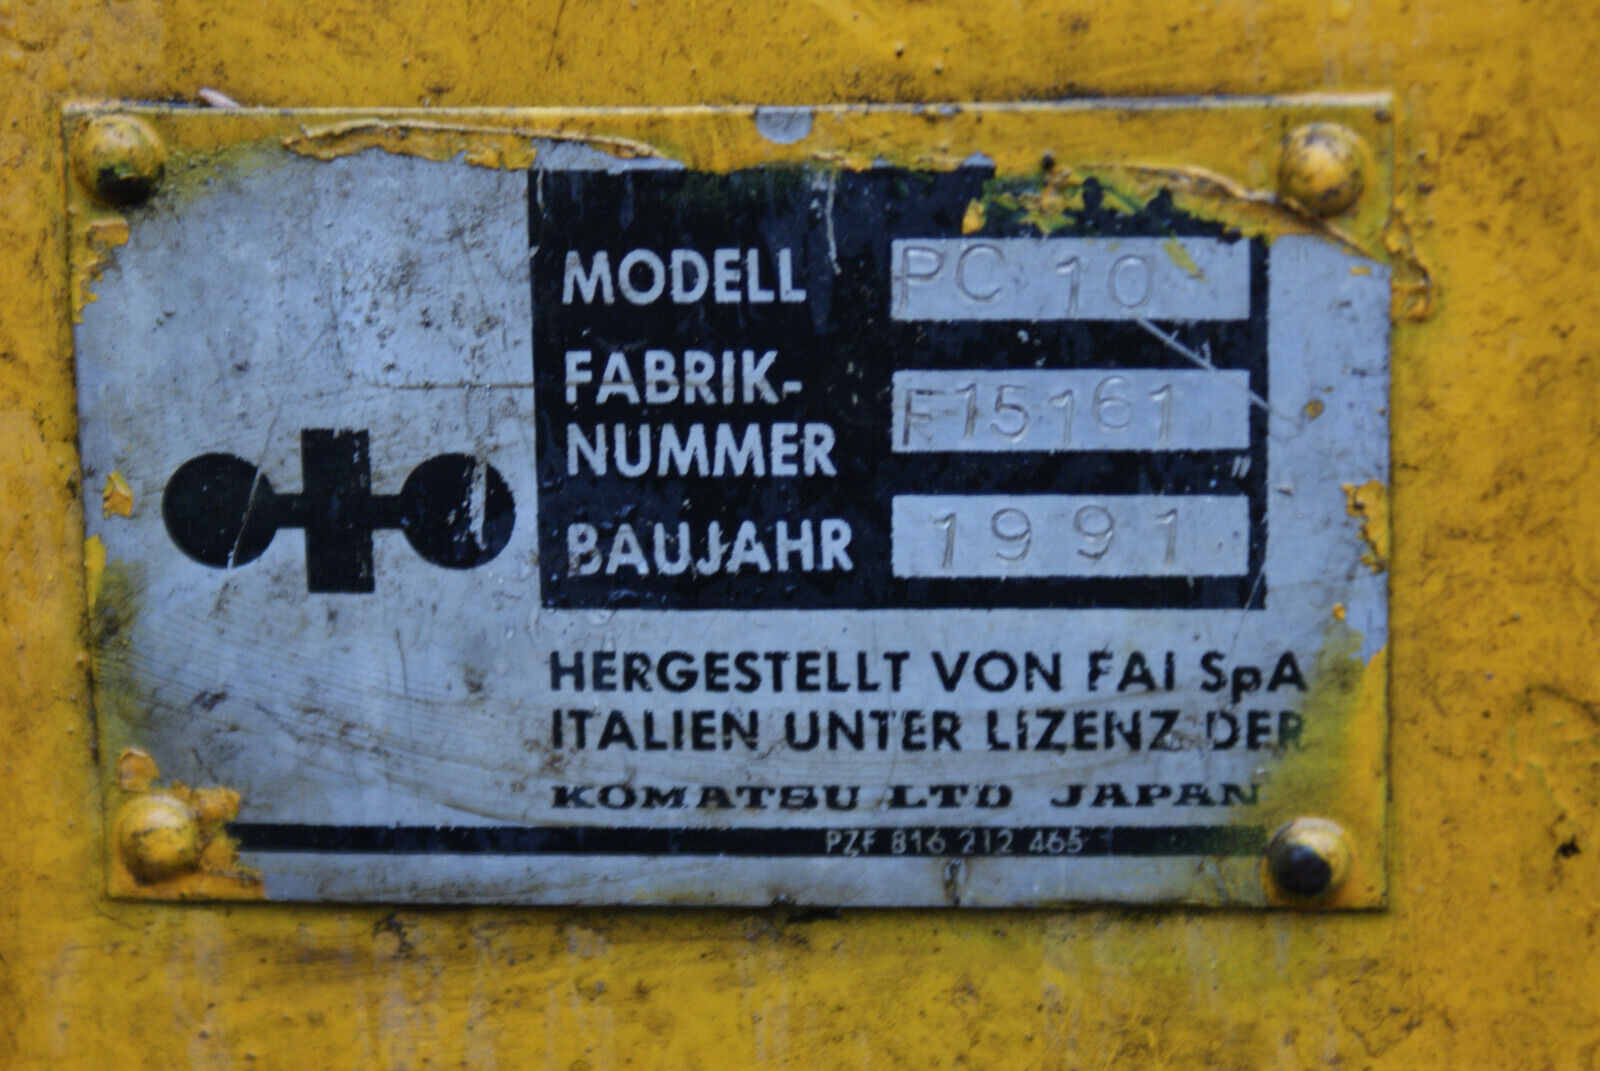 MODELL PC 10
FABRIK-
NUMMER F15161
BAUJAHR 1991
HERGESTELLT VON FAI SpA
ITALIEN UNTER LIZENZ DER
KOMATSU LTD JAPAN
PZF 816 212 465